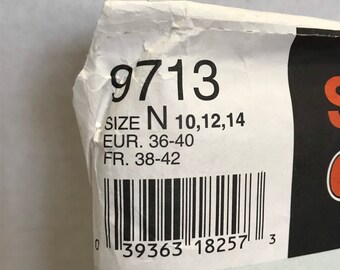 9713
SIZE N 10,12,14
EUR. 36-40
FR. 38-42
0 39363 18257 3
S